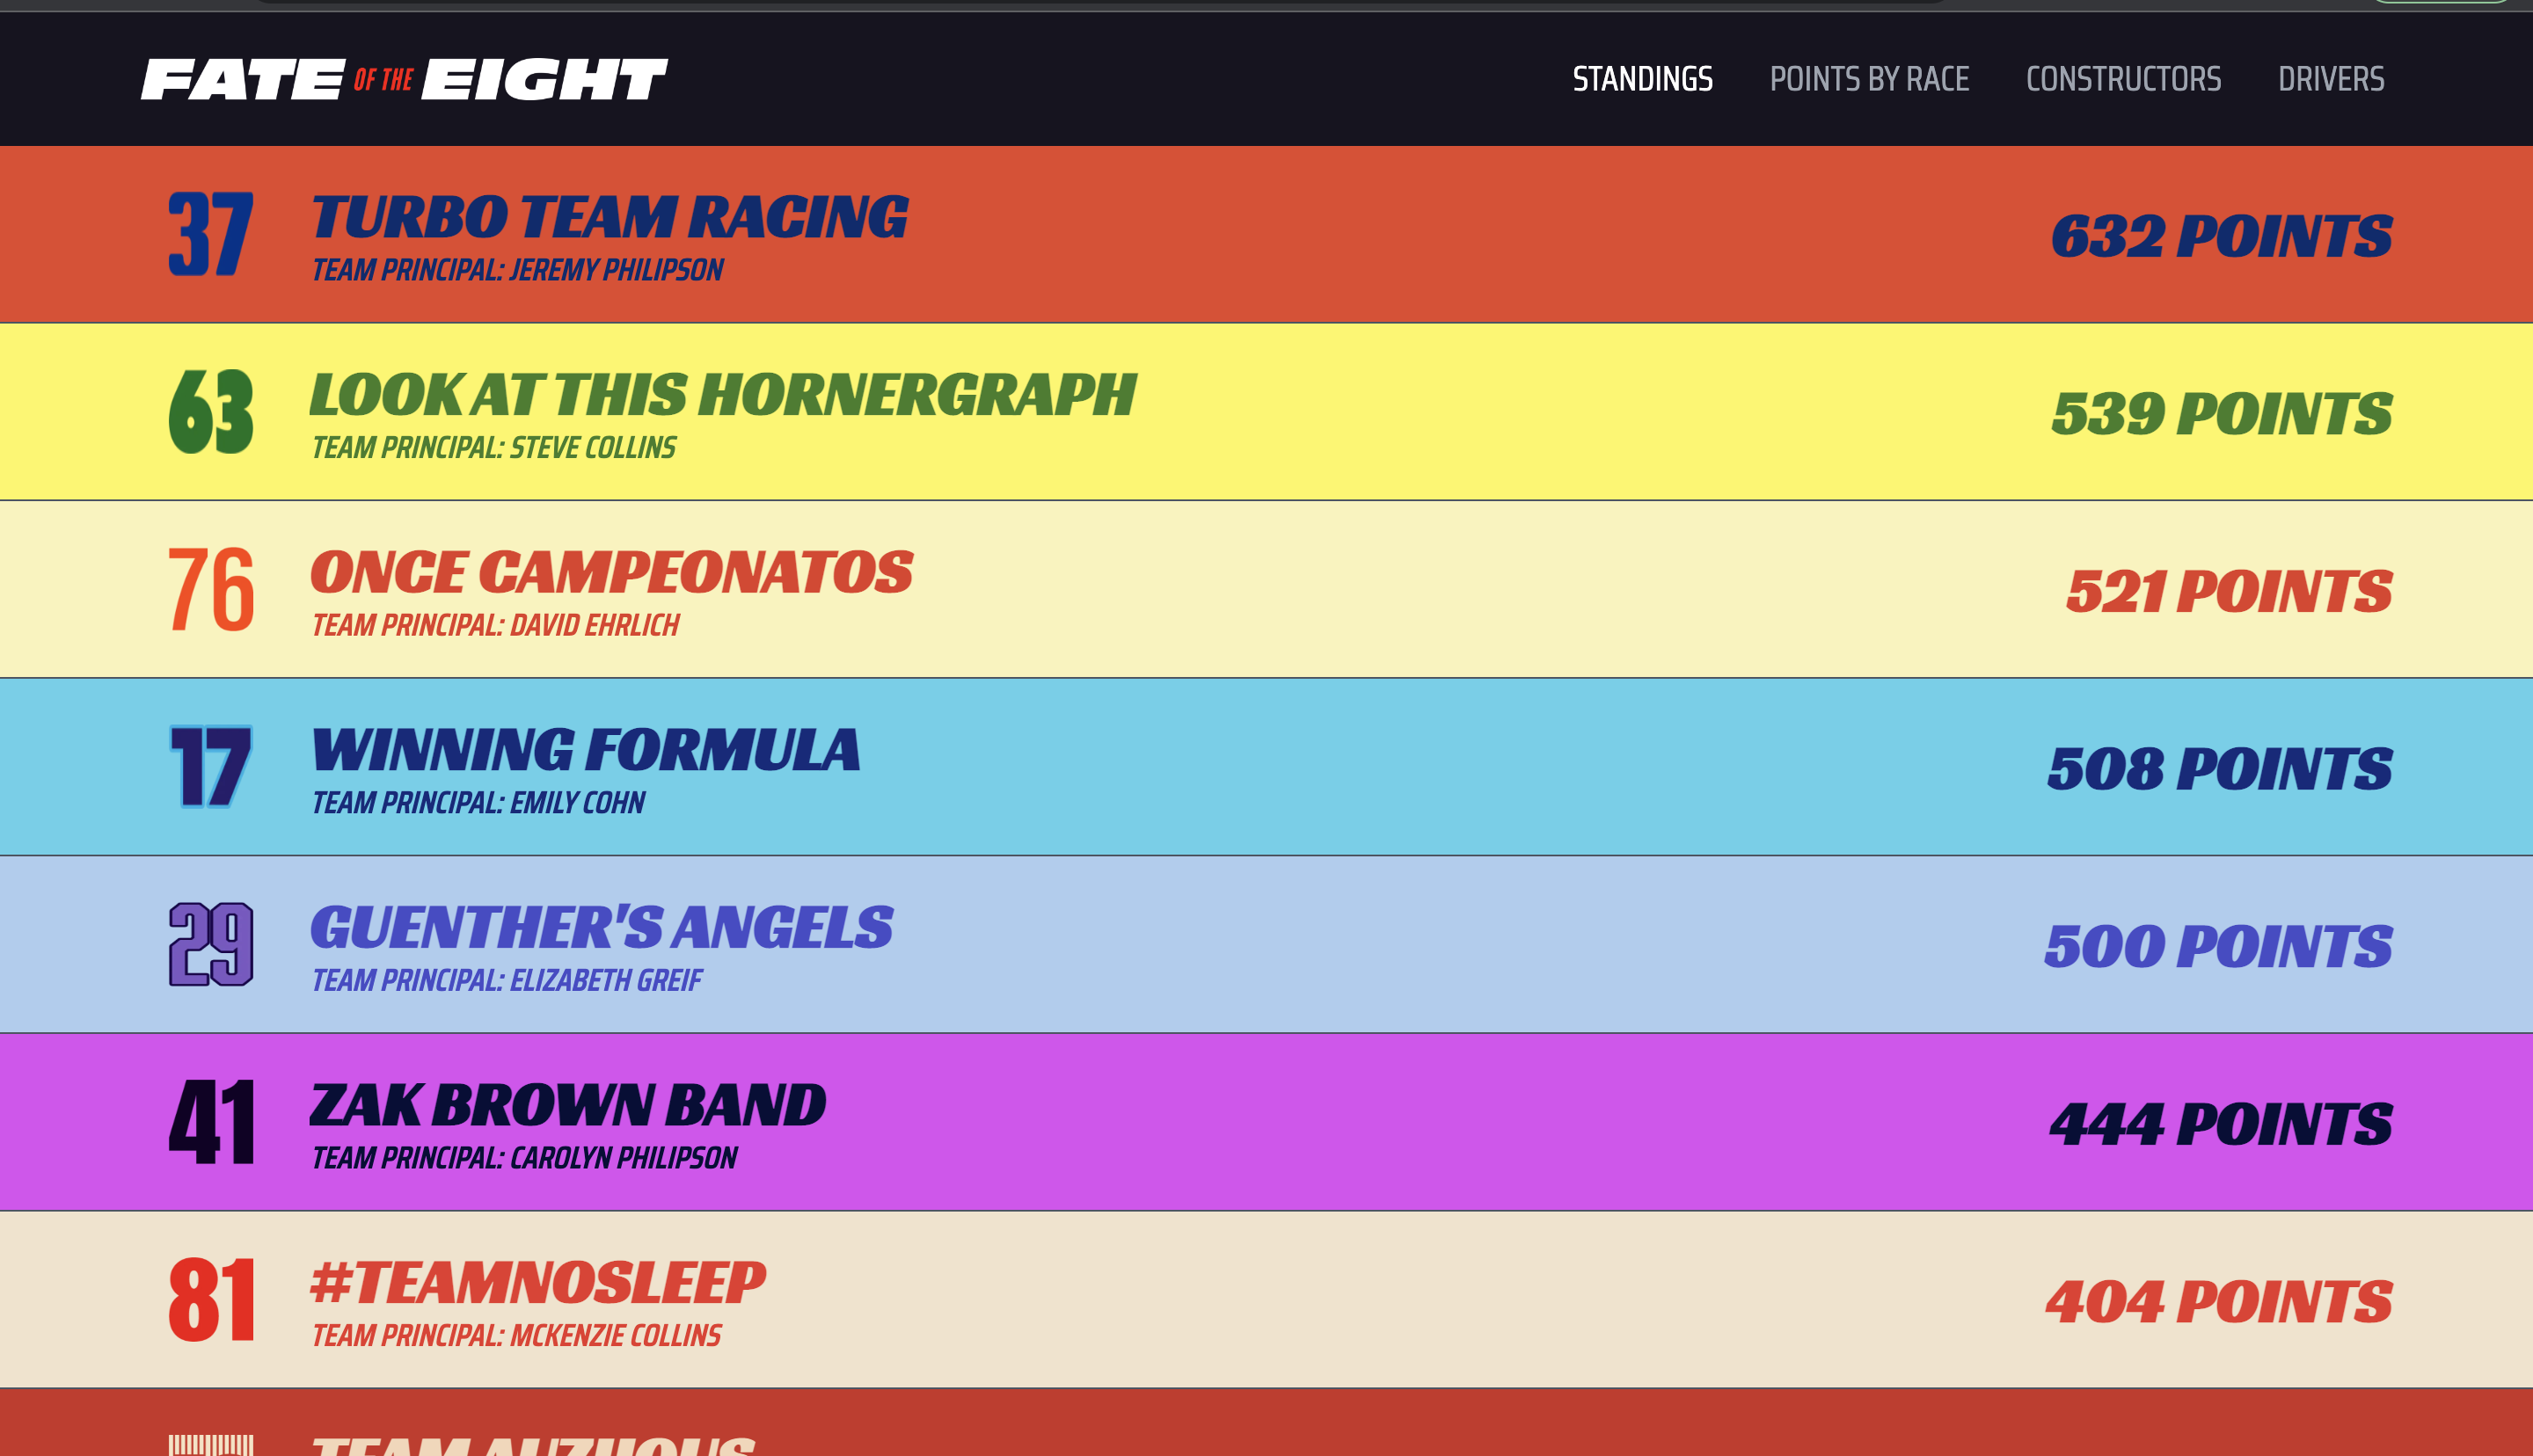 FATE OF THE EIGHT
STANDINGS POINTS BY RACE CONSTRUCTORS DRIVERS
37
TURBO TEAM RACING
TEAM PRINCIPAL: JEREMY PHILIPSON
632 POINTS
63
LOOK AT THIS HORNERGRAPH
TEAM PRINCIPAL: STEVE COLLINS
539 POINTS
76
ONCE CAMPEONATOS
TEAM PRINCIPAL: DAVID EHRLICH
521 POINTS
17
WINNING FORMULA
TEAM PRINCIPAL: EMILY COHN
508 POINTS
29
GUENTHER'S ANGELS
TEAM PRINCIPAL: ELIZABETH GREIF
500 POINTS
41
ZAK BROWN BAND
TEAM PRINCIPAL: CAROLYN PHILIPSON
444 POINTS
81
#TEAMNOSLEEP
TEAM PRINCIPAL: MCKENZIE COLLINS
404 POINTS
TEAM